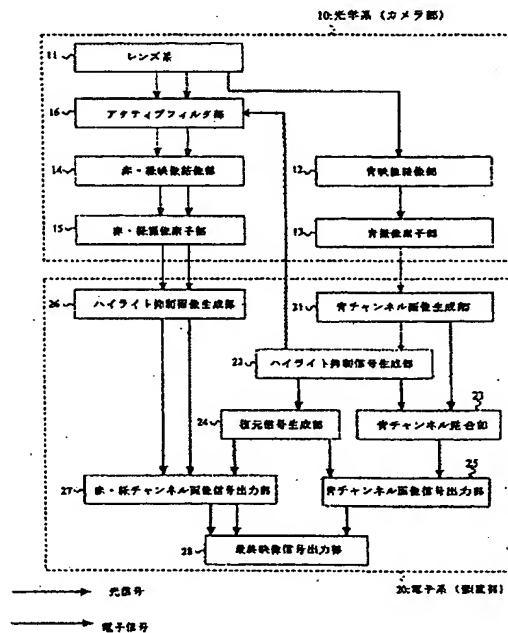 10:光学系(カメラ部)
11
レンズ系
16
アクティブフィルタ部
14
赤・緑映像結像部
12
青映像結像部
15
赤・緑撮像素子部
13
青撮像素子部
26
ハイライト抑制画像生成部
21
青チャンネル画像生成部
22
ハイライト抑制信号生成部
23
24
復元信号生成部
青チャンネル混合部
25
27
赤・緑チャンネル画像信号出力部
青チャンネル画像信号出力部
28
最終映像信号出力部
20:電子系
光信号
電子信号